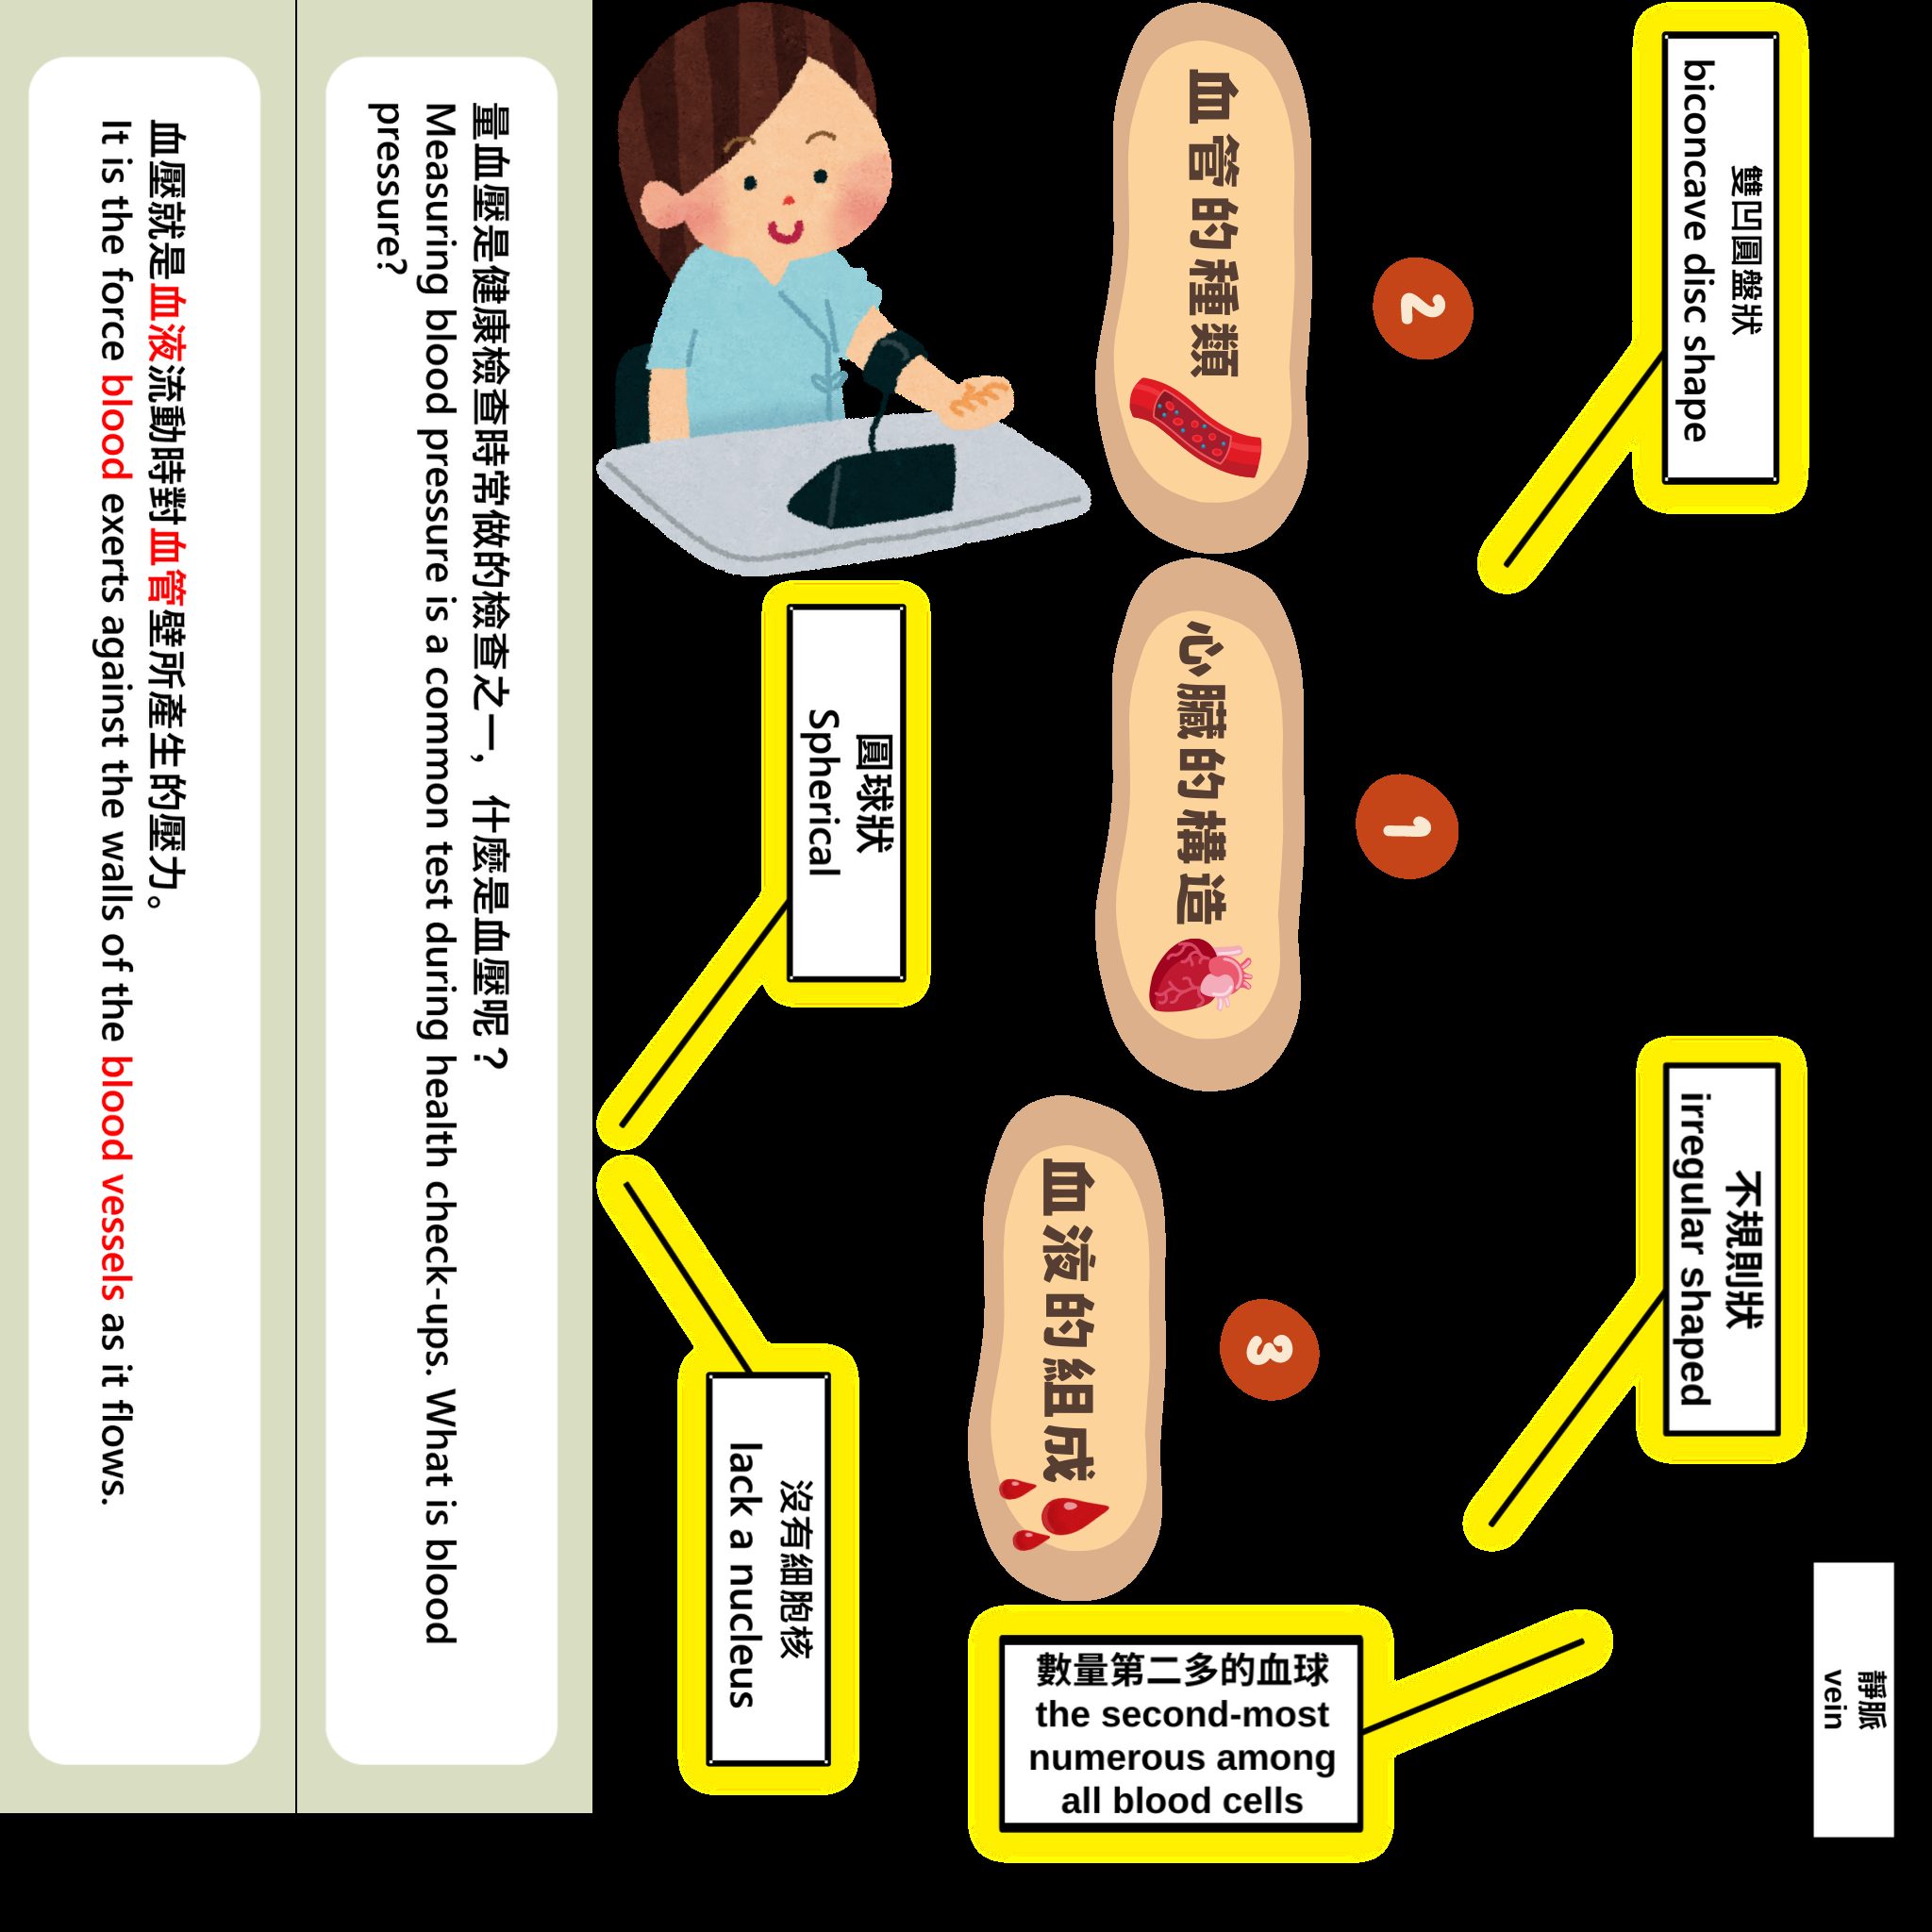 量血壓是健康檢查時常做的檢查之一，什麼是血壓呢？
Measuring blood pressure is a common test during health check-ups. What is blood
pressure?
血壓就是血液流動時對血管壁所產生的壓力。
It is the force blood exerts against the walls of the blood vessels as it flows.
血管的種類
2
雙凹圓盤狀
biconcave disc shape
心臟的構造
1
圓球狀
Spherical
血液的組成
3
不規則狀
irregular shaped
沒有細胞核
lack a nucleus
數量第二多的血球
the second-most
numerous among
all blood cells
靜脈
vein